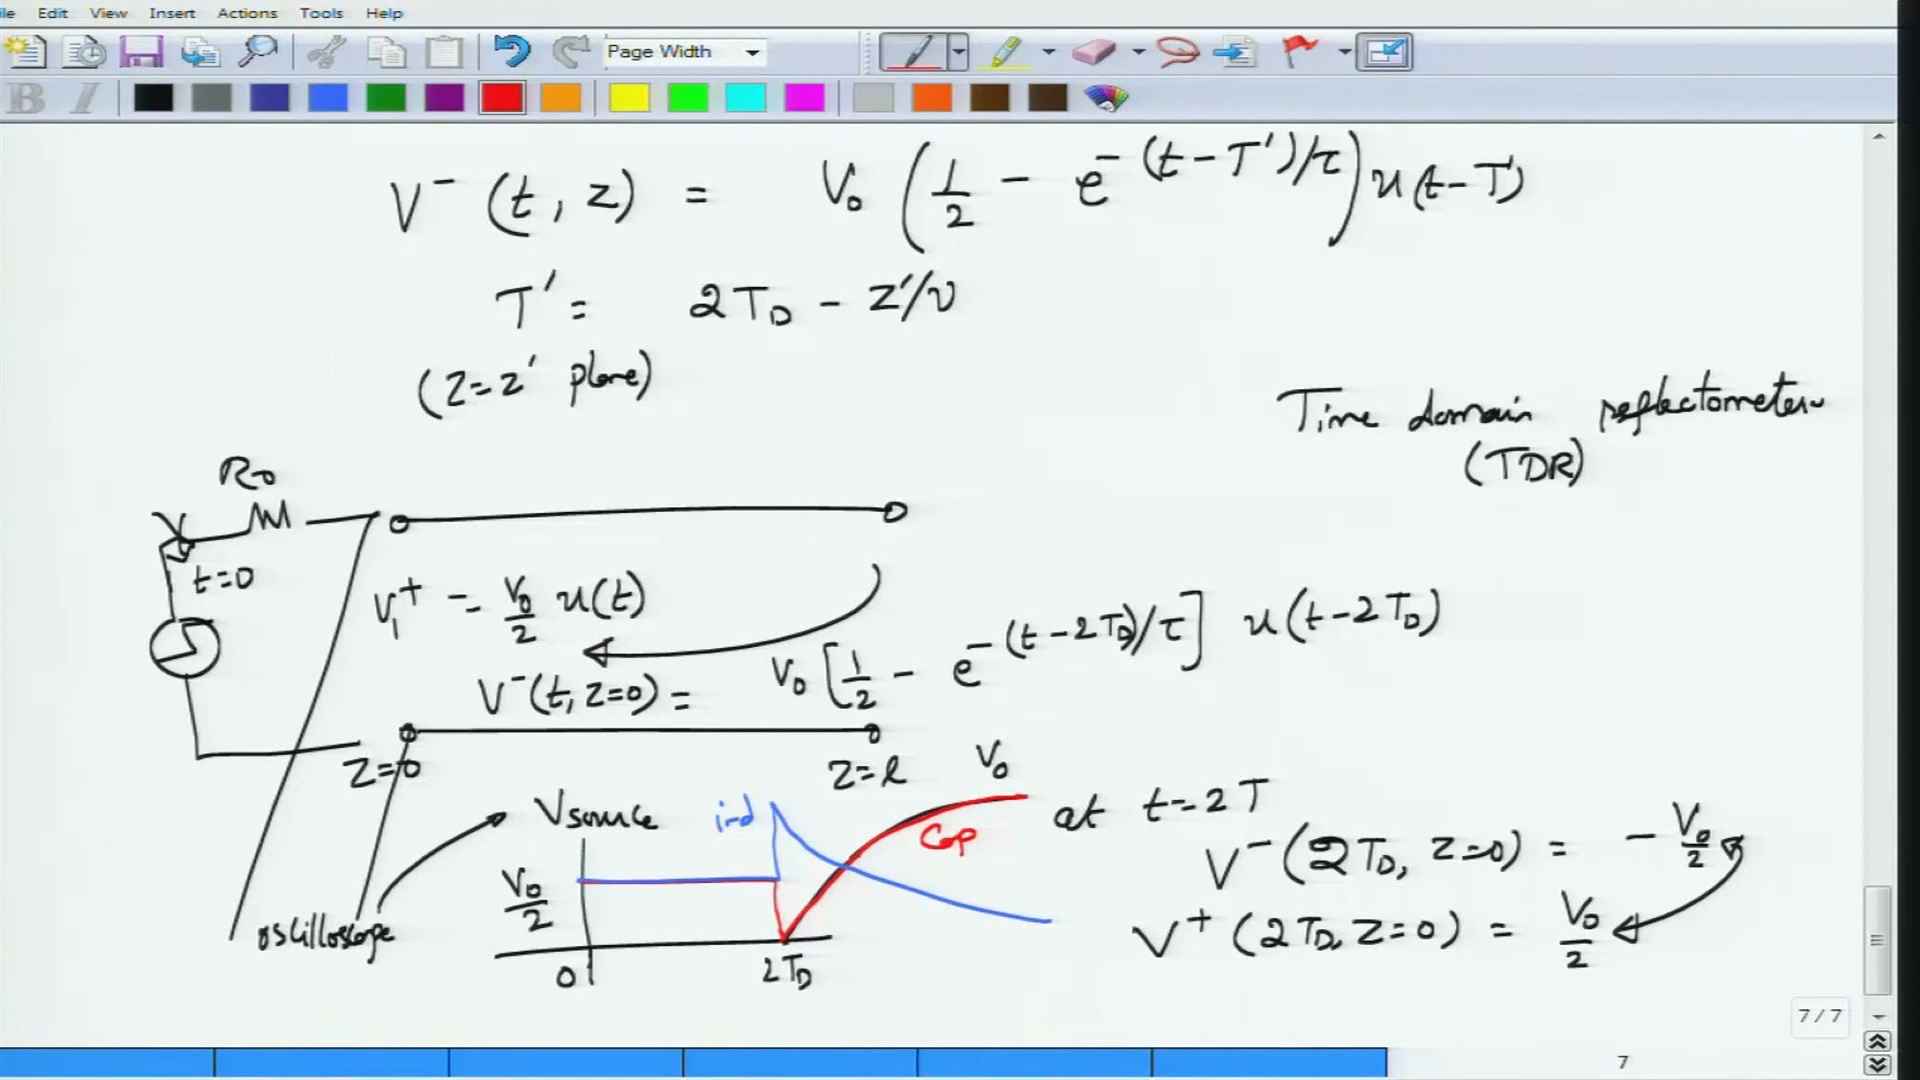 File Edit View Insert Actions Tools Help
Page Width
B I
V⁻(t, z) = V₀ (1/2 − e^{−(t−T')/τ}) u(t−T)
T' = 2T_D − z'/v
(z=z' plane)
Time domain reflectometer
(TDR)
R₀
t=0
V₁⁺ = V₀/2 u(t)
V⁻(t, z=0) = V₀ [1/2 − e^{−(t−2T_D)/τ}] u(t−2T_D)
z=0
z=l
V₀
Vsource
ind
Cap
at t=2T
V⁻(2T_D, z=0) = −V₀/2
V₀/2
V⁺(2T_D, z=0) = V₀/2
oscilloscope
0
2T_D
7 / 7
7